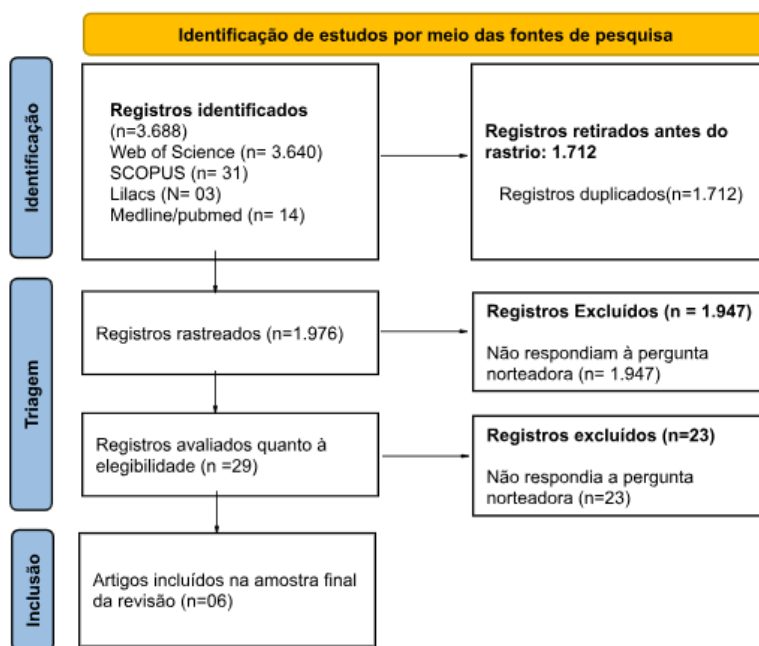 Identificação de estudos por meio das fontes de pesquisa
Identificação
Registros identificados
(n=3.688)
Web of Science (n= 3.640)
SCOPUS (n= 31)
Lilacs (N= 03)
Medline/pubmed (n= 14)
Registros retirados antes do
rastrio: 1.712
Registros duplicados(n=1.712)
Triagem
Registros rastreados (n=1.976)
Registros Excluídos (n = 1.947)
Não respondiam à pergunta
norteadora (n= 1.947)
Registros avaliados quanto à
elegibilidade (n =29)
Registros excluídos (n=23)
Não respondia a pergunta
norteadora (n=23)
Inclusão
Artigos incluídos na amostra final
da revisão (n=06)